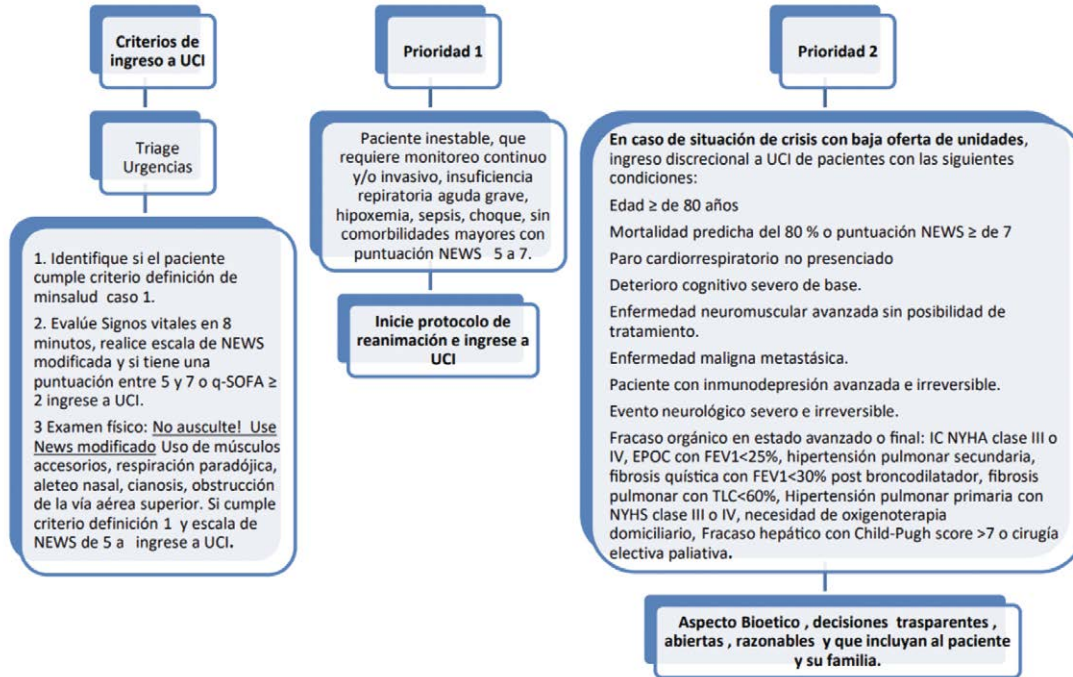 Criterios de
ingreso a UCI
Triage
Urgencias
1. Identifique si el paciente
cumple criterio definición de
minsalud caso 1.
2. Evalúe Signos vitales en 8
minutos, realice escala de NEWS
modificada y si tiene una
puntuación entre 5 y 7 o q-SOFA ≥
2 ingrese a UCI.
3 Examen físico: No ausculte! Use
News modificado Uso de músculos
accesorios, respiración paradójica,
aleteo nasal, cianosis, obstrucción
de la vía aérea superior. Si cumple
criterio definición 1 y escala de
NEWS de 5 a ingrese a UCI.
Prioridad 1
Paciente inestable, que
requiere monitoreo continuo
y/o invasivo, insuficiencia
repiratoria aguda grave,
hipoxemia, sepsis, choque, sin
comorbilidades mayores con
puntuación NEWS 5 a 7.
Inicie protocolo de
reanimación e ingrese a
UCI
Prioridad 2
En caso de situación de crisis con baja oferta de unidades,
ingreso discrecional a UCI de pacientes con las siguientes
condiciones:
Edad ≥ de 80 años
Mortalidad predicha del 80 % o puntuación NEWS ≥ de 7
Paro cardiorrespiratorio no presenciado
Deterioro cognitivo severo de base.
Enfermedad neuromuscular avanzada sin posibilidad de
tratamiento.
Enfermedad maligna metastásica.
Paciente con inmunodepresión avanzada e irreversible.
Evento neurológico severo e irreversible.
Fracaso orgánico en estado avanzado o final: IC NYHA clase III o
IV, EPOC con FEV1<25%, hipertensión pulmonar secundaria,
fibrosis quística con FEV1<30% post broncodilatador, fibrosis
pulmonar con TLC<60%, Hipertensión pulmonar primaria con
NYHS clase III o IV, necesidad de oxigenoterapia
domiciliario, Fracaso hepático con Child-Pugh score >7 o cirugía
electiva paliativa.
Aspecto Bioetico , decisiones trasparentes ,
abiertas , razonables y que incluyan al paciente
y su familia.